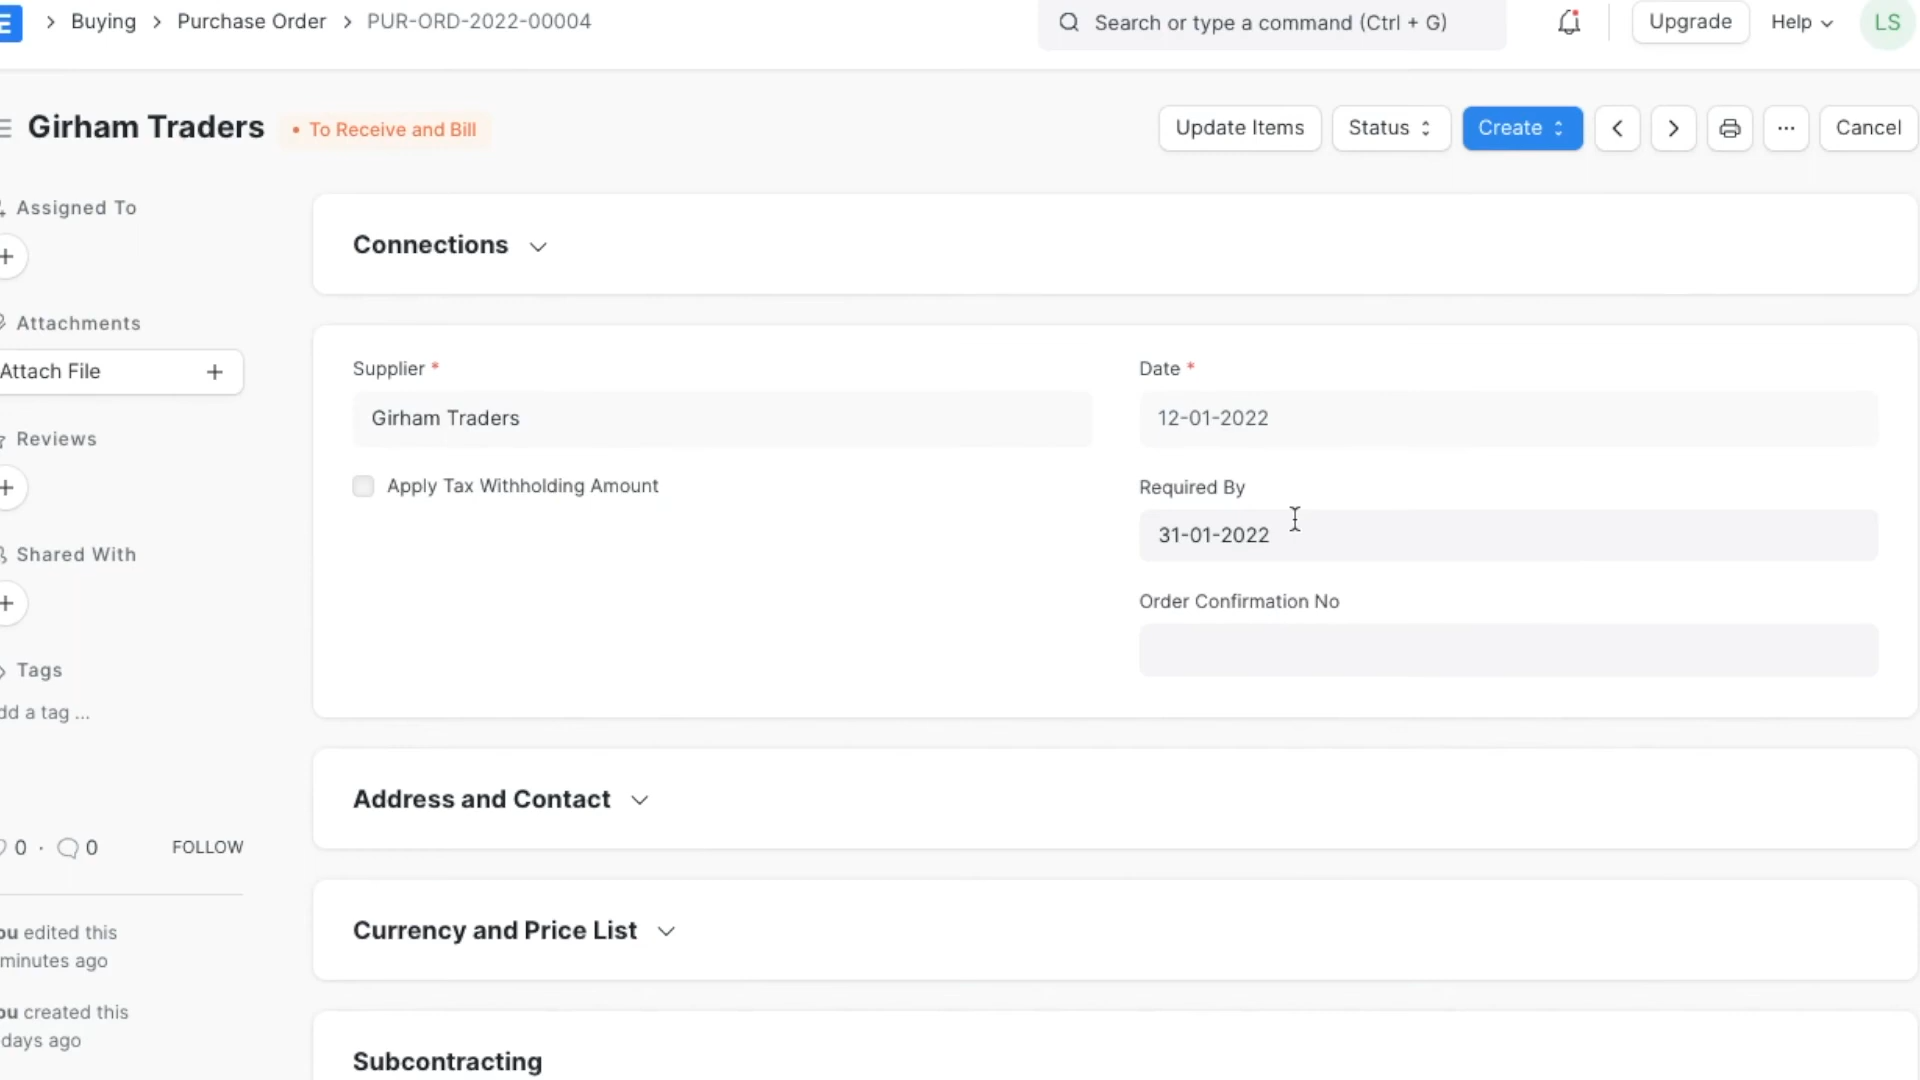 E > Buying > Purchase Order > PUR-ORD-2022-00004 Search or type a command (Ctrl + G) Upgrade Help LS
Girham Traders • To Receive and Bill Update Items Status Create ... Cancel
Assigned To
+
Attachments
Attach File +
Reviews
+
Shared With
+
Tags
dd a tag ...
0 · 0 FOLLOW
ou edited this
minutes ago
ou created this
days ago
Connections
Supplier *
Girham Traders
Apply Tax Withholding Amount
Date *
12-01-2022
Required By
31-01-2022
Order Confirmation No
Address and Contact
Currency and Price List
Subcontracting